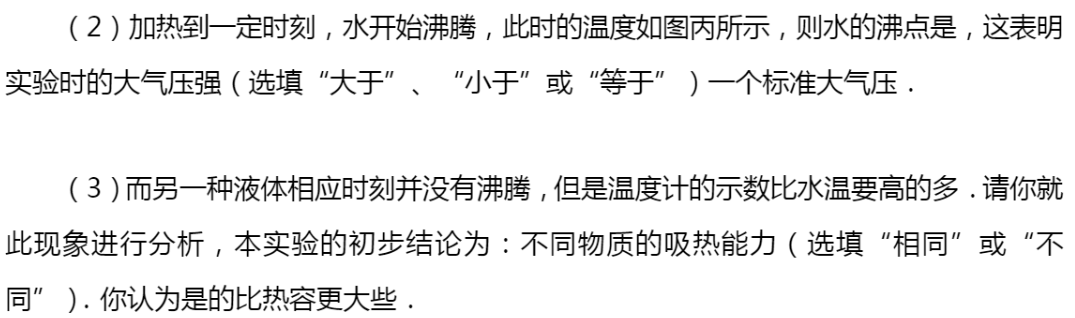 （2）加热到一定时刻，水开始沸腾，此时的温度如图丙所示，则水的沸点是，这表明
实验时的大气压强（选填“大于”、“小于”或“等于”）一个标准大气压．
（3）而另一种液体相应时刻并没有沸腾，但是温度计的示数比水温要高的多．请你就
此现象进行分析，本实验的初步结论为：不同物质的吸热能力（选填“相同”或“不
同”）．你认为是的比热容更大些．